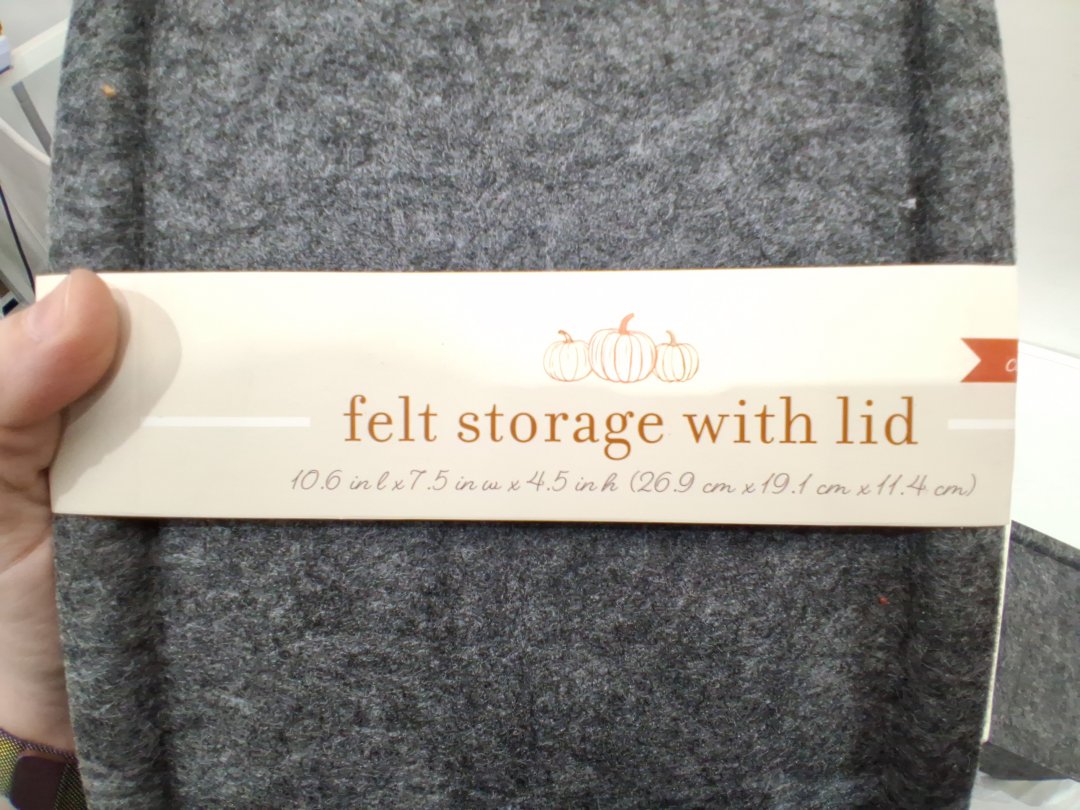 felt storage with lid
10.6 in l x 7.5 in w x 4.5 in h (26.9 cm x 19.1 cm x 11.4 cm)